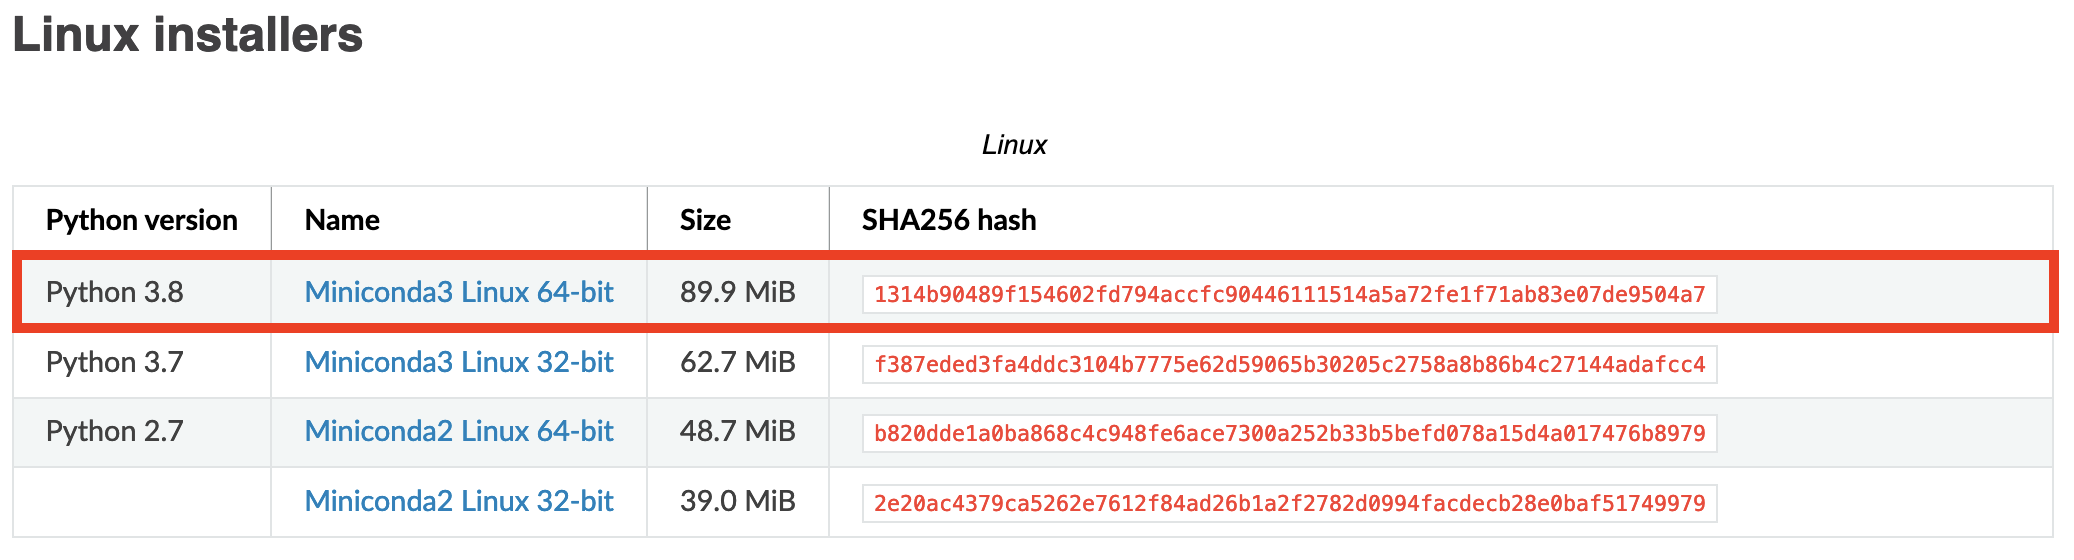 Linux installers
Linux
Python version Name Size SHA256 hash
Python 3.8 Miniconda3 Linux 64-bit 89.9 MiB 1314b90489f154602fd794accfc90446111514a5a72fe1f71ab83e07de9504a7
Python 3.7 Miniconda3 Linux 32-bit 62.7 MiB f387eded3fa4ddc3104b7775e62d59065b30205c2758a8b86b4c27144adafcc4
Python 2.7 Miniconda2 Linux 64-bit 48.7 MiB b820dde1a0ba868c4c948fe6ace7300a252b33b5befd078a15d4a017476b8979
Miniconda2 Linux 32-bit 39.0 MiB 2e20ac4379ca5262e7612f84ad26b1a2f2782d0994facdecb28e0baf51749979